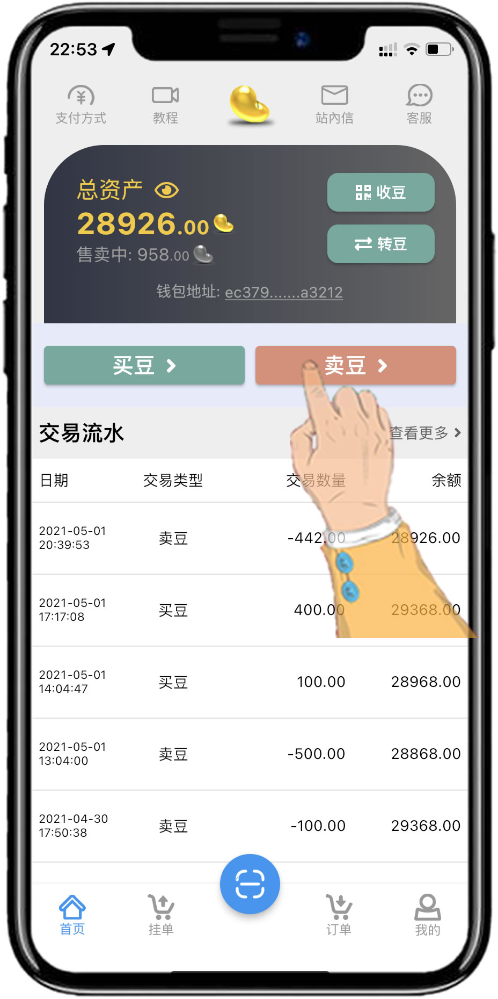 22:53
支付方式 教程 站內信 客服
总资产
28926.00
售卖中: 958.00
收豆
转豆
钱包地址: ec379.......a3212
买豆 卖豆
交易流水 查看更多
日期 交易类型 交易数量 余额
2021-05-01
20:39:53 卖豆 -442.00 28926.00
2021-05-01
17:17:08 买豆 400.00 29368.00
2021-05-01
14:04:47 买豆 100.00 28968.00
2021-05-01
13:04:00 卖豆 -500.00 28868.00
2021-04-30
17:50:38 卖豆 -100.00 29368.00
首页 挂单 订单 我的